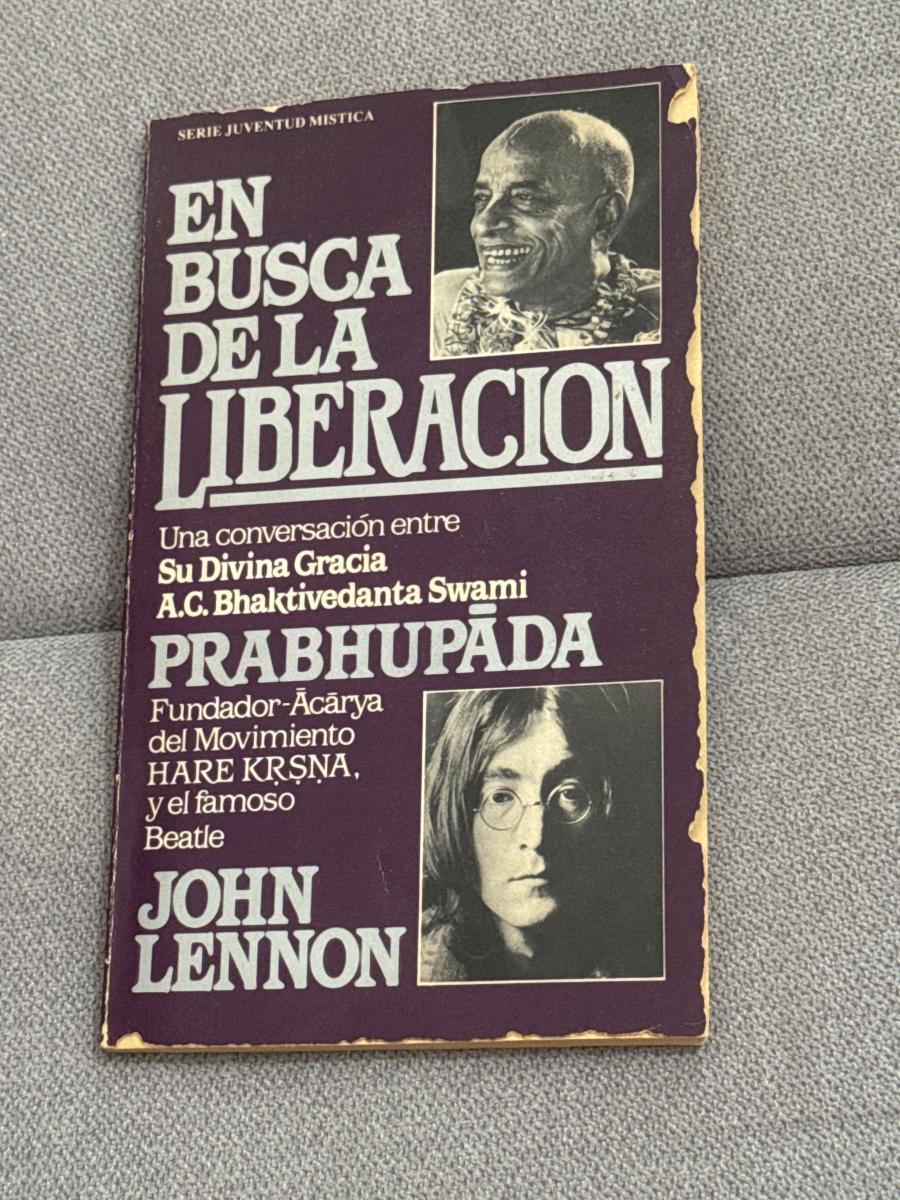 SERIE JUVENTUD MISTICA
EN
BUSCA
DE LA
LIBERACION
Una conversación entre
Su Divina Gracia
A.C. Bhaktivedanta Swami
PRABHUPĀDA
Fundador-Ācārya
del Movimiento
HARE KṚṢṆA,
y el famoso
Beatle
JOHN
LENNON